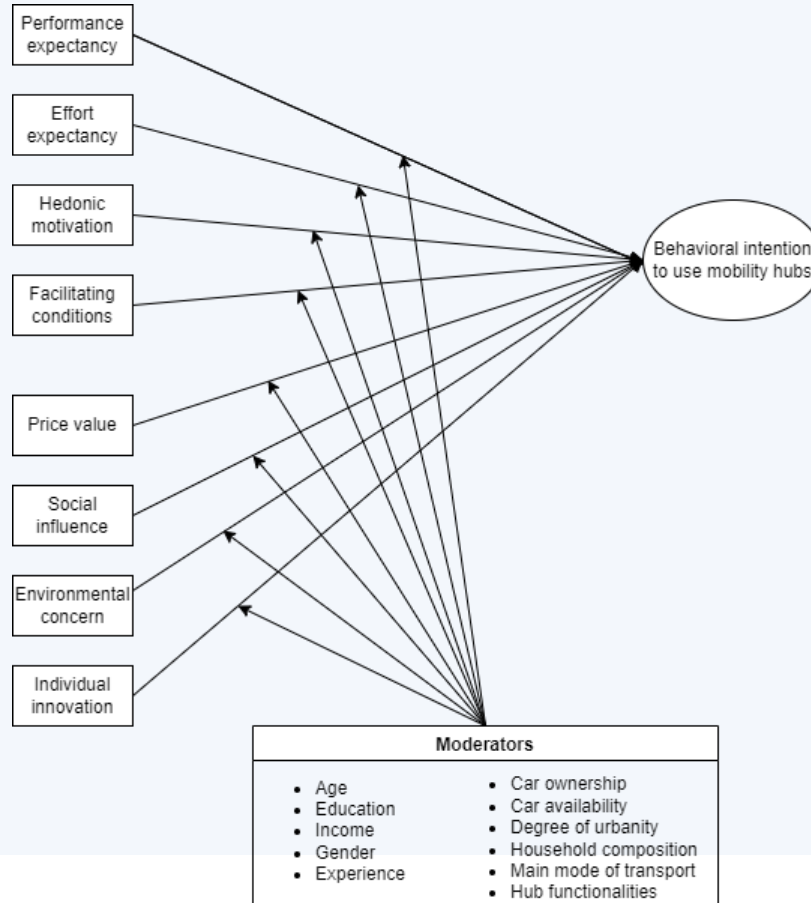 Performance
expectancy
Effort
expectancy
Hedonic
motivation
Facilitating
conditions
Price value
Social
influence
Environmental
concern
Individual
innovation
Behavioral intention
to use mobility hubs
Moderators
• Age
• Education
• Income
• Gender
• Experience
• Car ownership
• Car availability
• Degree of urbanity
• Household composition
• Main mode of transport
• Hub functionalities